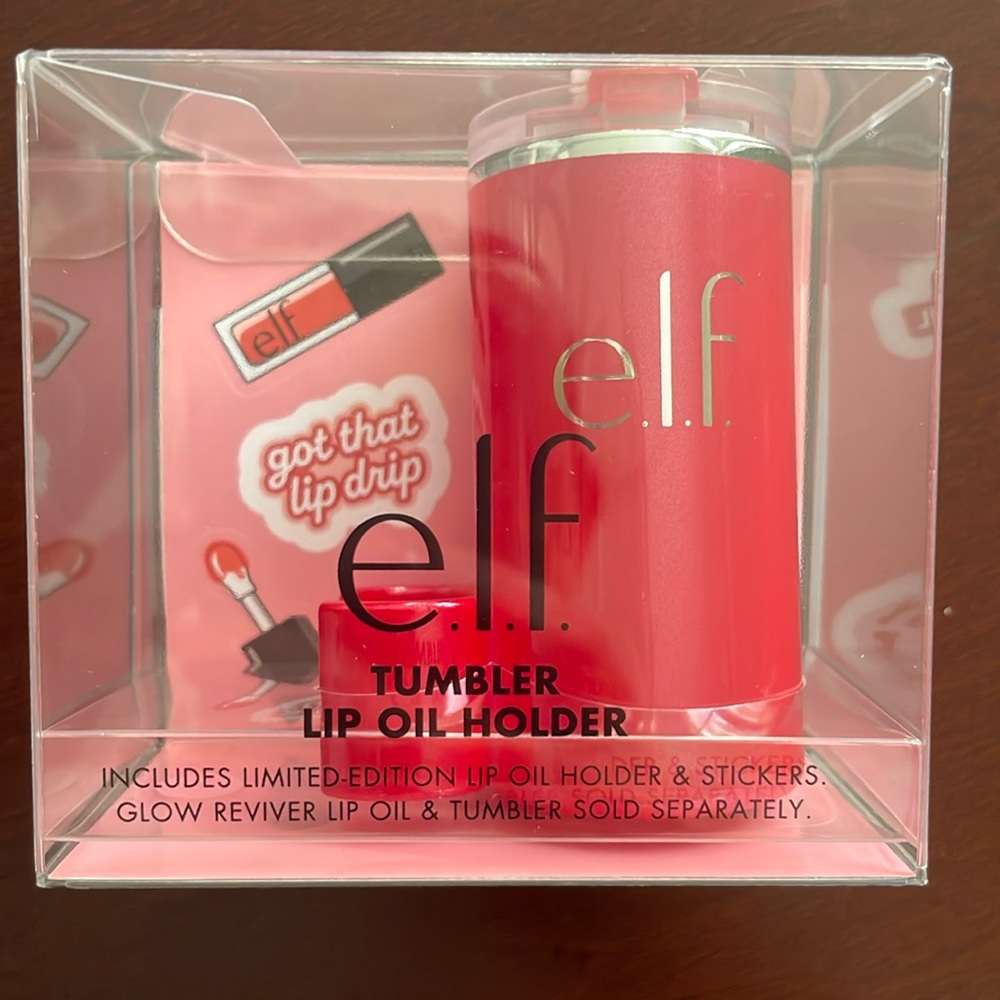 elf
got that
lip drip
e.l.f.
e.l.f.
TUMBLER
LIP OIL HOLDER
INCLUDES LIMITED-EDITION LIP OIL HOLDER & STICKERS.
GLOW REVIVER LIP OIL & TUMBLER SOLD SEPARATELY.